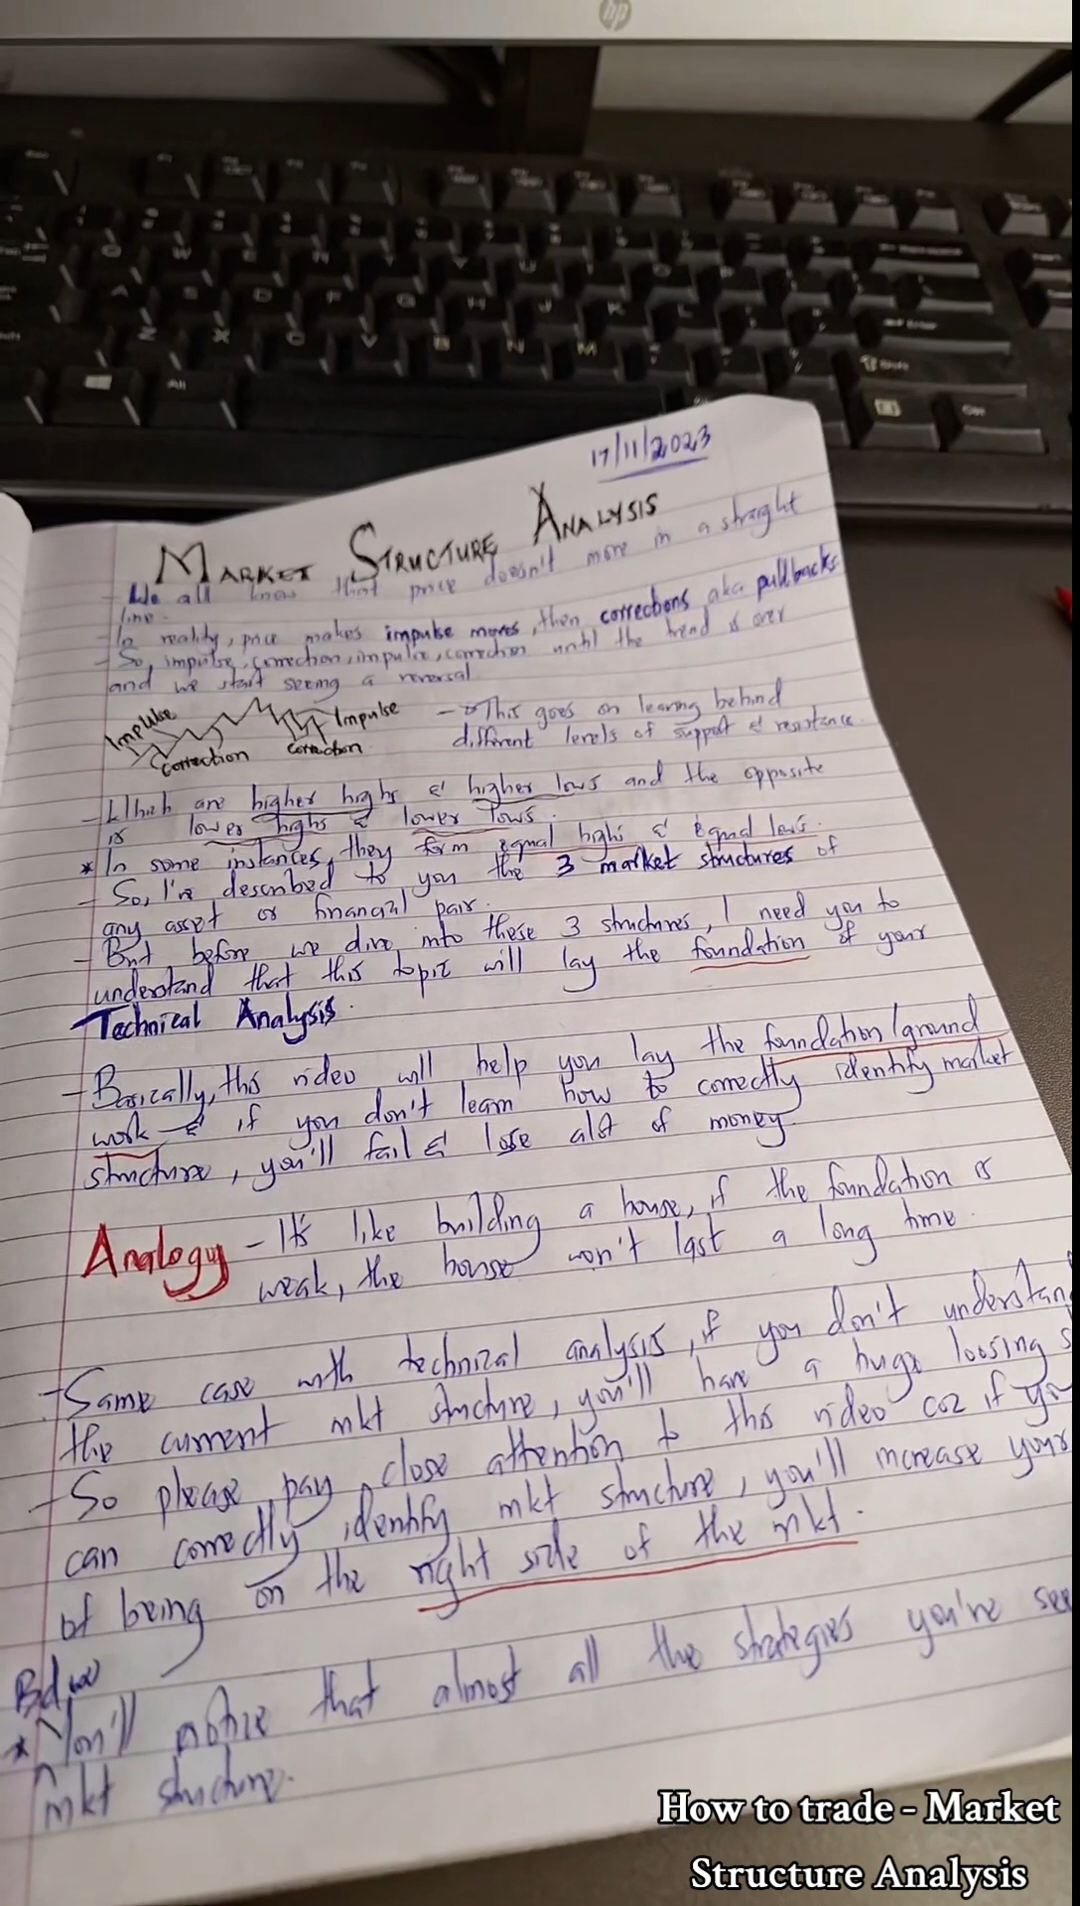 hp
Alt
17/11/2023
MARKET STRUCTURE ANALYSIS
- We all know that price doesn't move in a straight
line.
- In reality, price makes impulse moves, then corrections aka pullbacks
- So, impulse, correction, impulse, correction until the trend is over
and we start seeing a reversal
Impulse
Correction
Correction
Impulse
- This goes on leaving behind
different levels of support & resistance.
- Which are higher highs & higher lows and the opposite
is lower highs & lower lows.
* In some instances, they form equal highs & equal lows.
- So, I've described to you the 3 market structures of
any asset or financial pair.
- But before we dive into these 3 structures, I need you to
understand that this topic will lay the foundation of your
Technical Analysis.
- Basically, this video will help you lay the foundation/ground
work & if you don't learn how to correctly identify market
structure, you'll fail & lose alot of money.
Analogy - It's like building a house, if the foundation is
weak, the house won't last a long time.
- Same case with technical analysis, if you don't understan
the current mkt structure, you'll have a huge loosing s
- So please pay close attention to this video coz if yo
can correctly identify mkt structure, you'll increase your
of being on the right side of the mkt.
* You'll notice that almost all the strategies you've see
mkt structure.
How to trade - Market
Structure Analysis